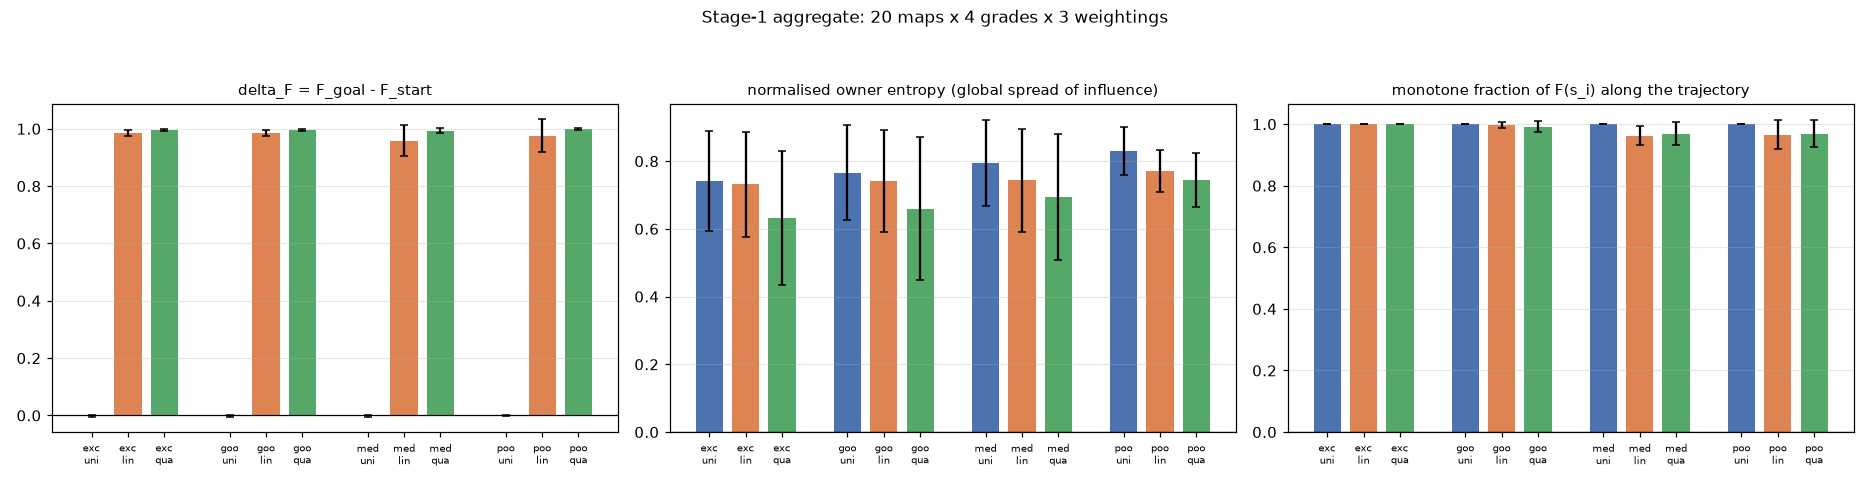 Stage-1 aggregate: 20 maps x 4 grades x 3 weightings
delta_F = F_goal - F_start
1.0
0.8
0.6
0.4
0.2
0.0
exc uni
exc lin
exc qua
goo uni
goo lin
goo qua
med uni
med lin
med qua
poo uni
poo lin
poo qua
normalised owner entropy (global spread of influence)
0.8
0.6
0.4
0.2
0.0
exc uni
exc lin
exc qua
goo uni
goo lin
goo qua
med uni
med lin
med qua
poo uni
poo lin
poo qua
monotone fraction of F(s_i) along the trajectory
1.0
0.8
0.6
0.4
0.2
0.0
exc uni
exc lin
exc qua
goo uni
goo lin
goo qua
med uni
med lin
med qua
poo uni
poo lin
poo qua